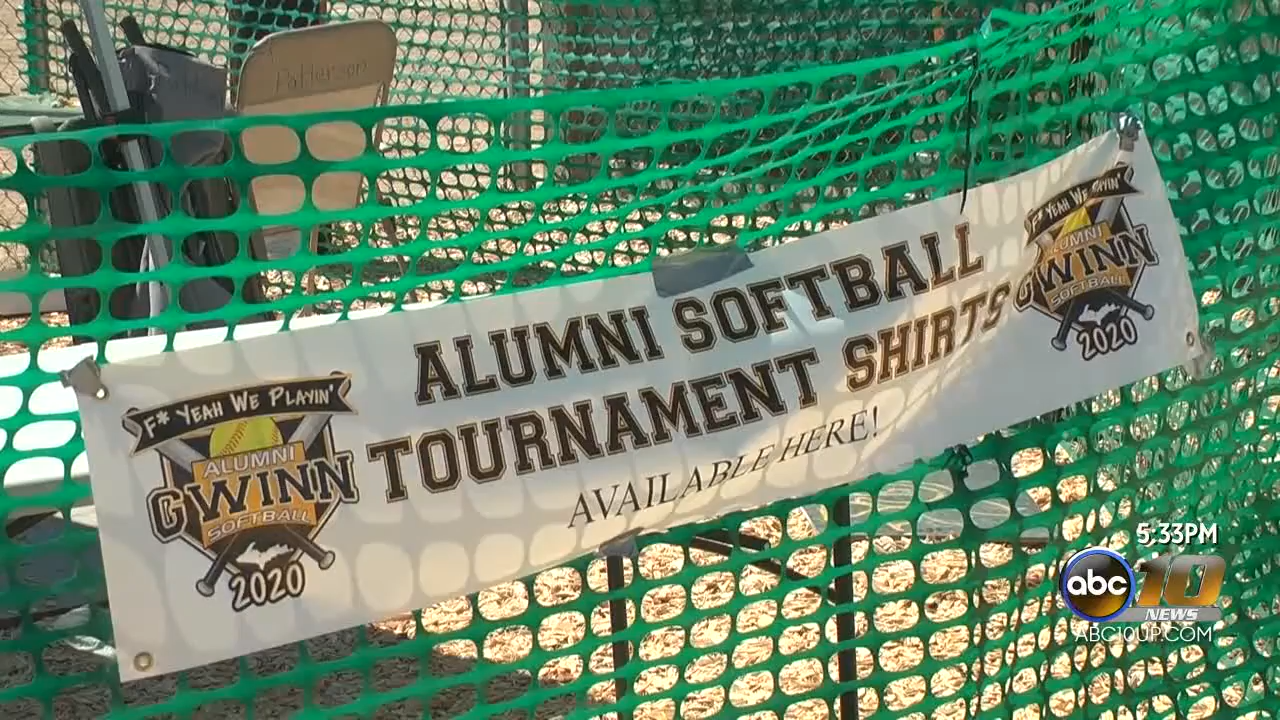 Patterson
ALUMNI SOFTBALL
TOURNAMENT SHIRTS
AVAILABLE HERE!
F* YEAH WE PLAYIN'
ALUMNI
GWINN
SOFTBALL
2020
F* YEAH WE PLAYIN'
ALUMNI
GWINN
SOFTBALL
2020
5:33PM
abc 10
NEWS
ABC10UP.COM